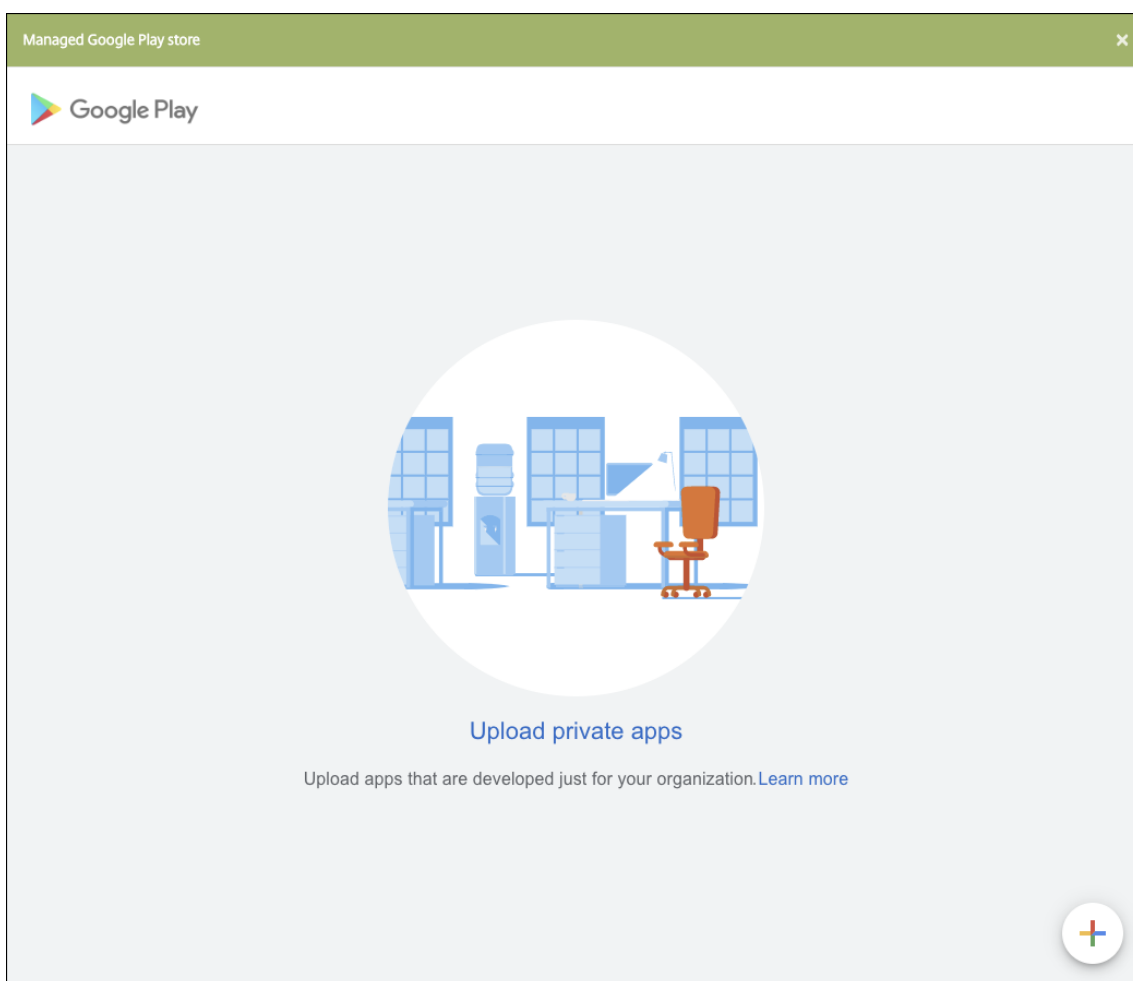 Managed Google Play store
Google Play
Upload private apps
Upload apps that are developed just for your organization. Learn more